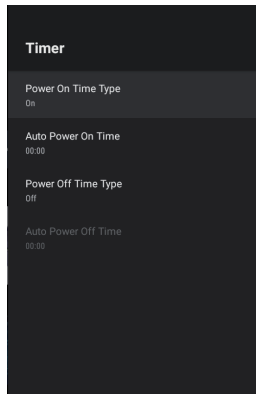 Timer
Power On Time Type
On
Auto Power On Time
00:00
Power Off Time Type
Off
Auto Power Off Time
00:00